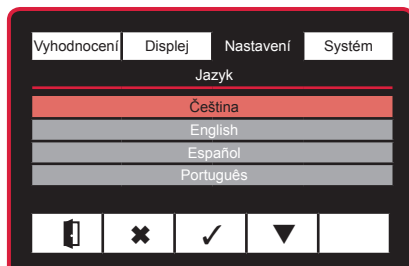 Vyhodnocení Displej Nastavení Systém
Jazyk
Čeština
English
Español
Português